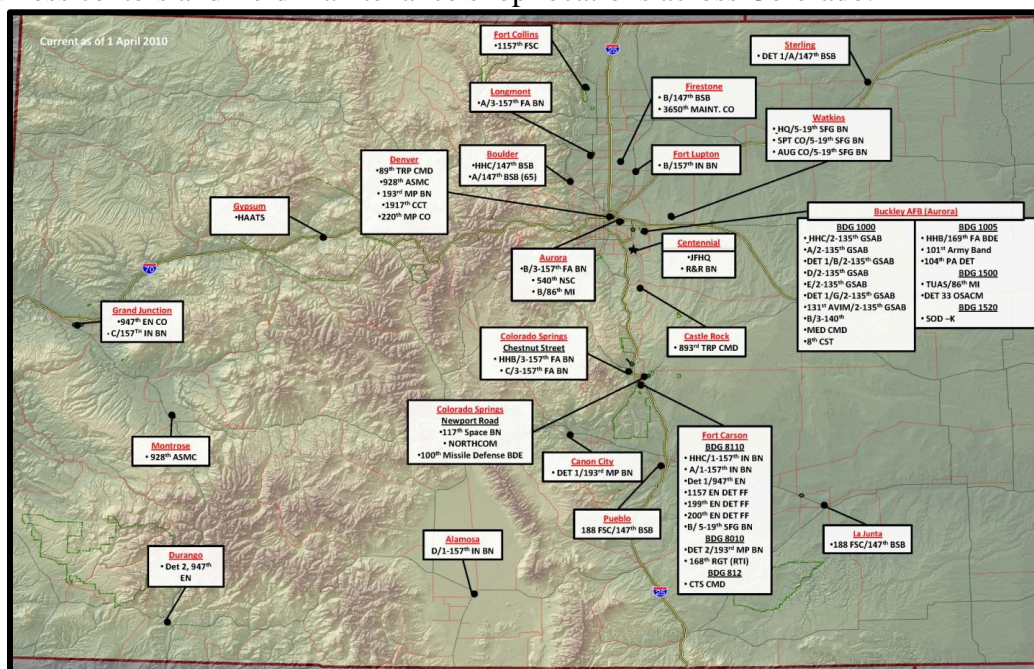 Current as of 1 April 2010
Fort Collins
•1157th FSC
Sterling
• DET 1/A/147th BSB
Longmont
•A/3-157th FA BN
Firestone
• B/147th BSB
• 3650th MAINT. CO
Watkins
•HQ/5-19th SFG BN
• SPT CO/5-19th SFG BN
• AUG CO/5-19th SFG BN
Boulder
•HHC/147th BSB
•A/147th BSB (65)
Fort Lupton
• B/157th IN BN
Denver
• 89th TRP CMD
• 928th ASMC
• 193rd MP BN
• 1917th CCT
• 220th MP CO
Gypsum
•HAATS
Buckley AFB (Aurora)
BDG 1000
•HHC/2-135th GSAB
•A/2-135th GSAB
•DET 1/B/2-135th GSAB
•D/2-135th GSAB
•E/2-135th GSAB
•DET 1/G/2-135th GSAB
•131st AVIM/2-135th GSAB
•B/3-140th
•MED CMD
•8th CST
BDG 1005
•HHB/169th FA BDE
• 101st Army Band
•104th PA DET
BDG 1500
•TUAS/86th MI
•DET 33 OSACM
BDG 1520
• SOD –K
Centennial
•JFHQ
• R&R BN
Aurora
• B/3-157th FA BN
• 540th NSC
• B/86th MI
70
25
Grand Junction
•947th EN CO
•C/157TH IN BN
Castle Rock
• 893rd TRP CMD
Colorado Springs
Chestnut Street
• HHB/3-157th FA BN
• C/3-157th FA BN
Colorado Springs
Newport Road
•117th Space BN
• NORTHCOM
•100th Missile Defense BDE
Montrose
• 928th ASMC
Canon City
• DET 1/193rd MP BN
Fort Carson
BDG 8110
• HHC/1-157th IN BN
• A/1-157th IN BN
•Det 1/947th EN
•1157 EN DET FF
•199th EN DET FF
•200th EN DET FF
•B/ 5-19th SFG BN
BDG 8010
•DET 2/193rd MP BN
• 168th RGT (RTI)
BDG 812
• CTS CMD
Pueblo
188 FSC/147th BSB
La Junta
•188 FSC/147th BSB
Alamosa
D/1-157th IN BN
Durango
• Det 2, 947th
EN
25